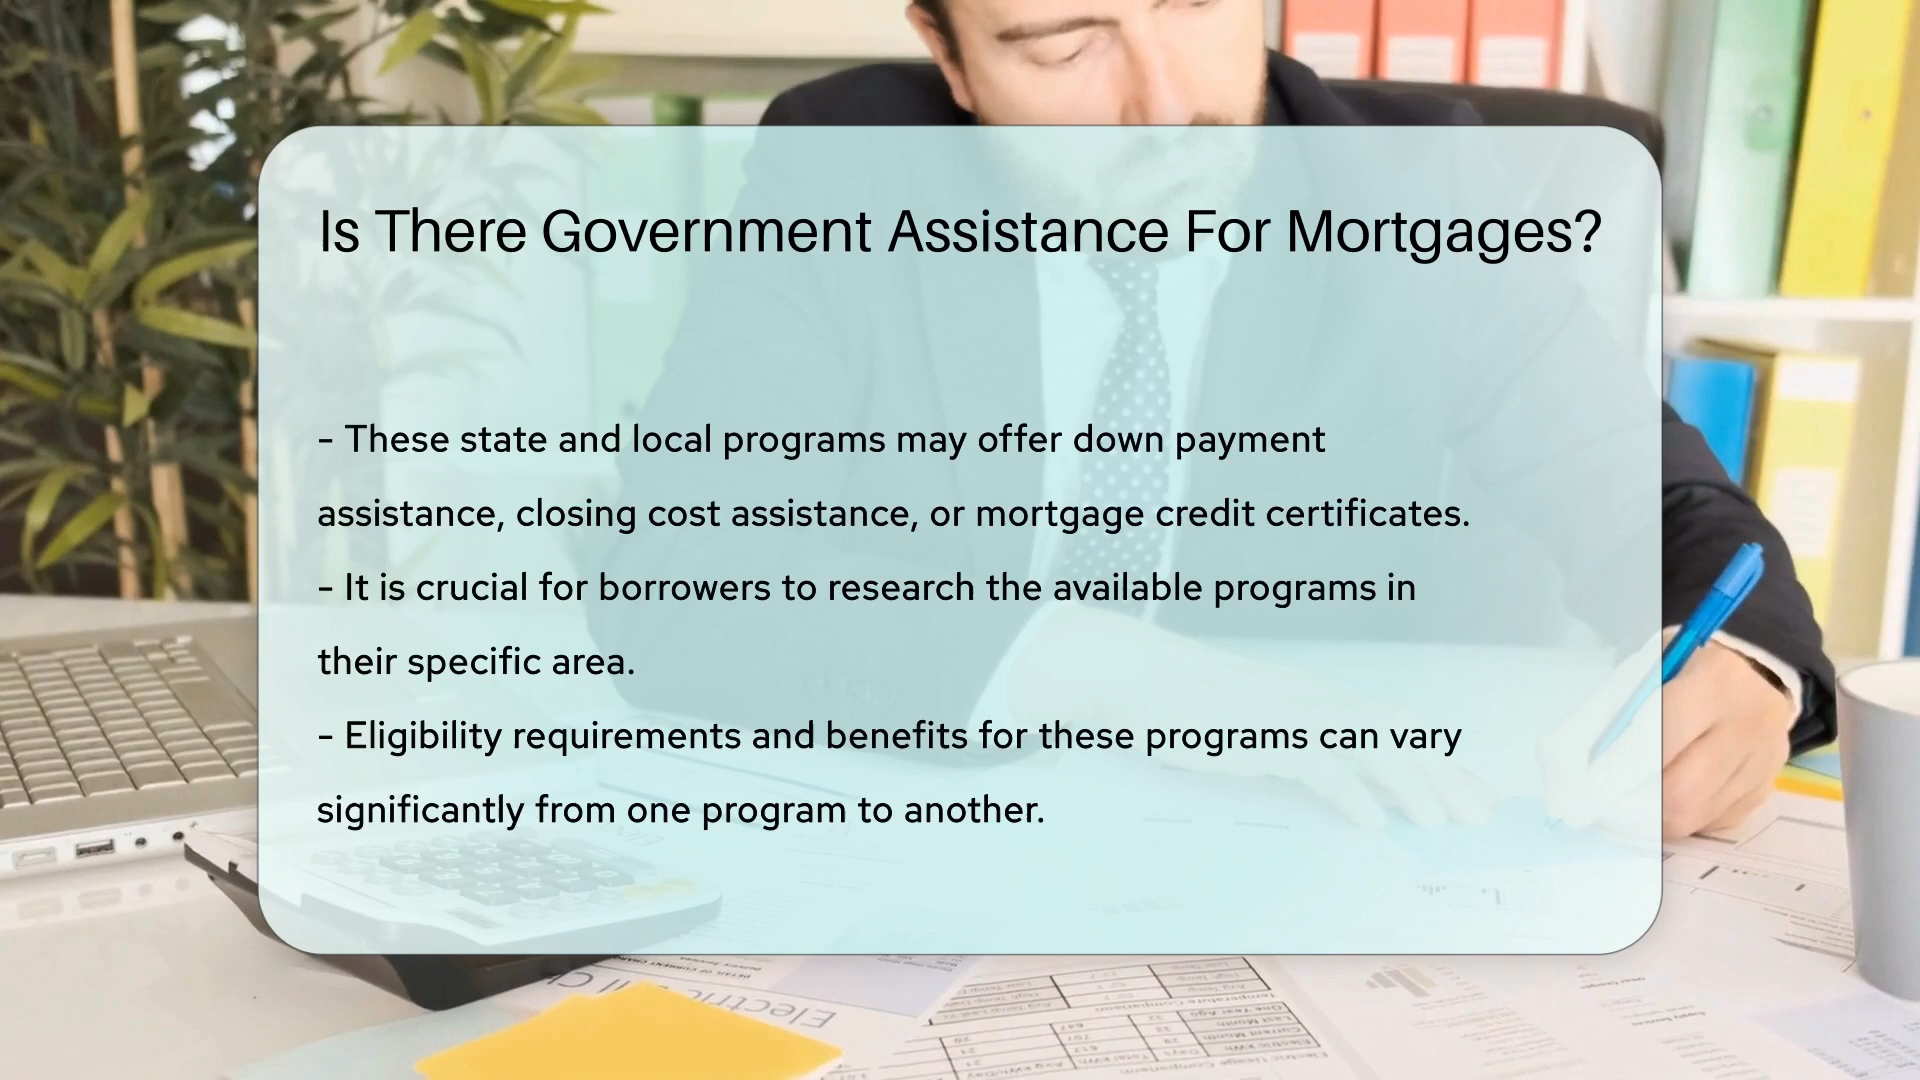 Is There Government Assistance For Mortgages?
- These state and local programs may offer down payment
assistance, closing cost assistance, or mortgage credit certificates.
- It is crucial for borrowers to research the available programs in
their specific area.
- Eligibility requirements and benefits for these programs can vary
significantly from one program to another.